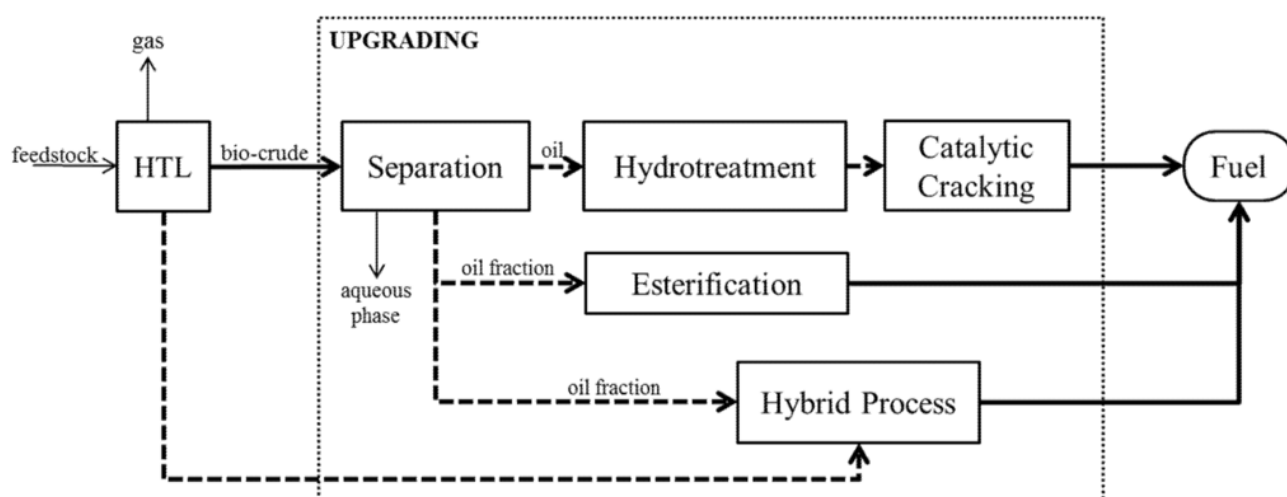 gas
UPGRADING
feedstock
HTL
bio-crude
Separation
oil
Hydrotreatment
Catalytic
Cracking
Fuel
aqueous
phase
oil fraction
Esterification
oil fraction
Hybrid Process